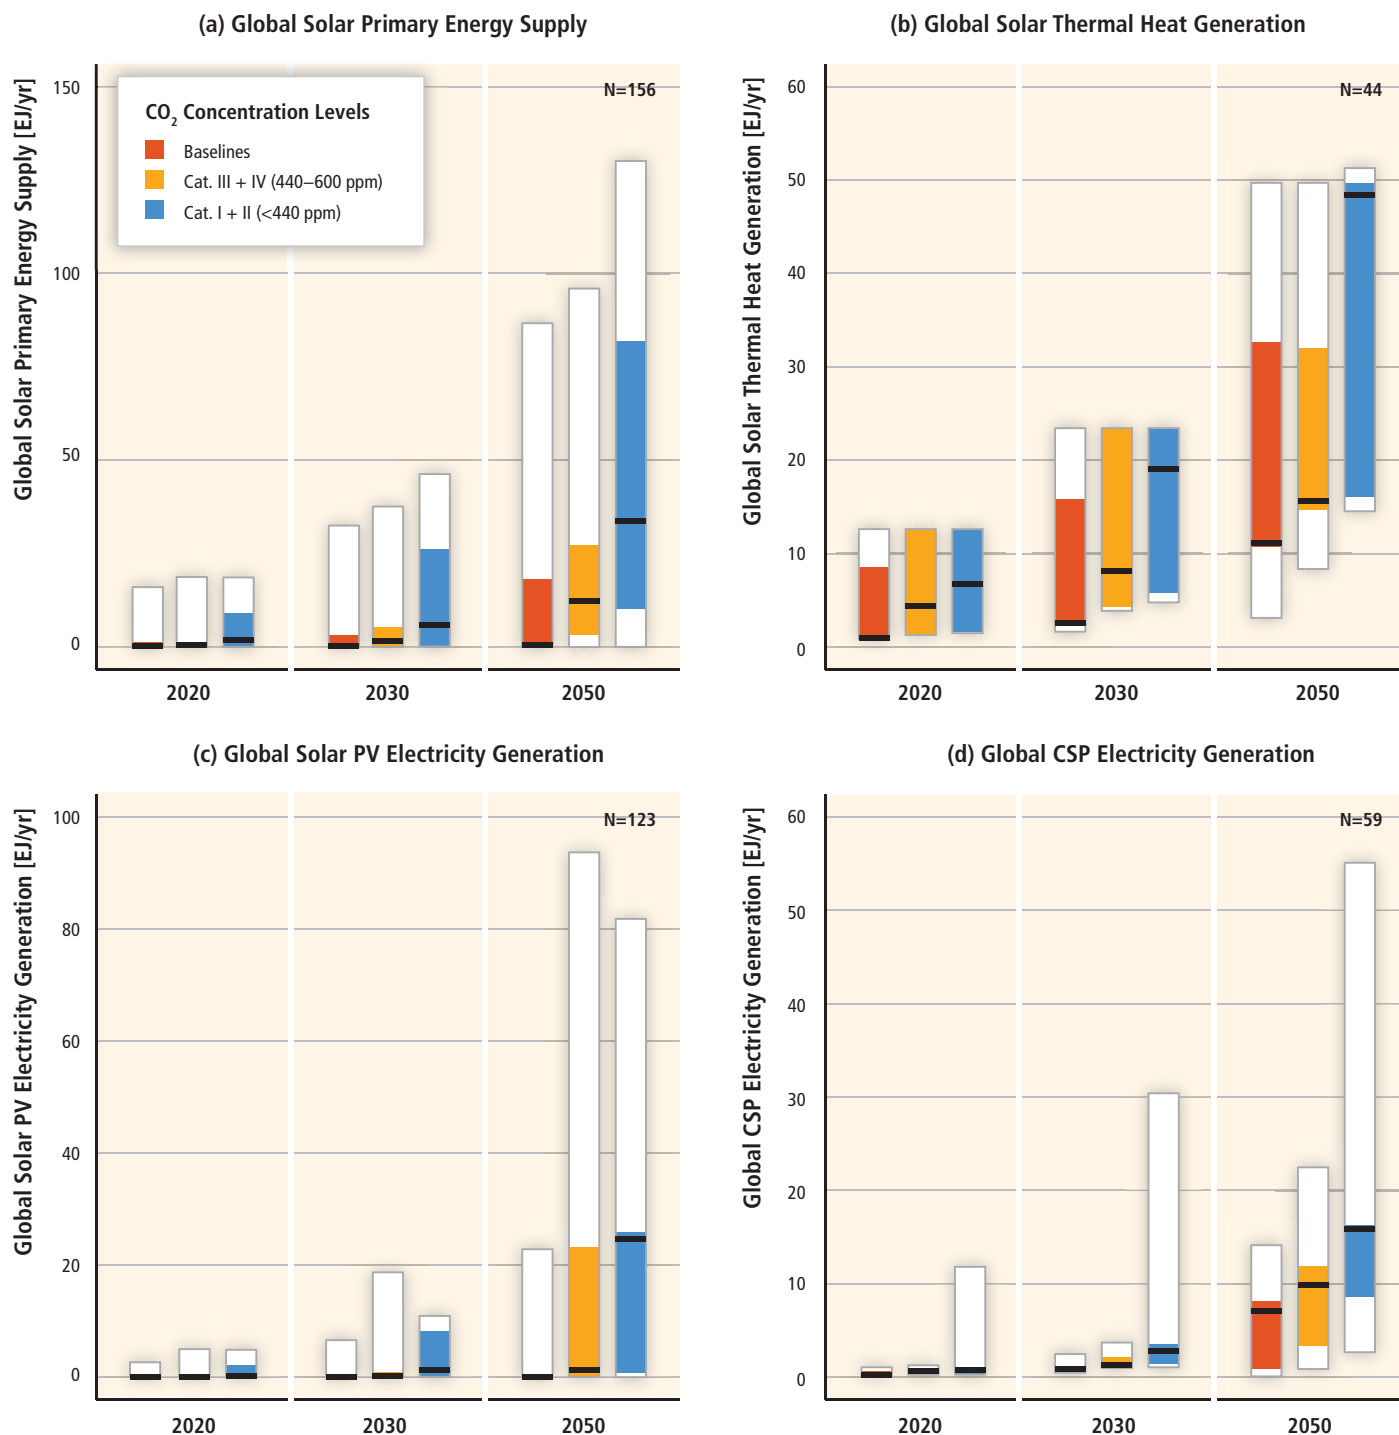 (a) Global Solar Primary Energy Supply
Global Solar Primary Energy Supply [EJ/yr]
150
100
50
0
CO2 Concentration Levels
Baselines
Cat. III + IV (440–600 ppm)
Cat. I + II (<440 ppm)
N=156
2020
2030
2050
(b) Global Solar Thermal Heat Generation
Global Solar Thermal Heat Generation [EJ/yr]
60
50
40
30
20
10
0
N=44
2020
2030
2050
(c) Global Solar PV Electricity Generation
Global Solar PV Electricity Generation [EJ/yr]
100
80
60
40
20
0
N=123
2020
2030
2050
(d) Global CSP Electricity Generation
Global CSP Electricity Generation [EJ/yr]
60
50
40
30
20
10
0
N=59
2020
2030
2050